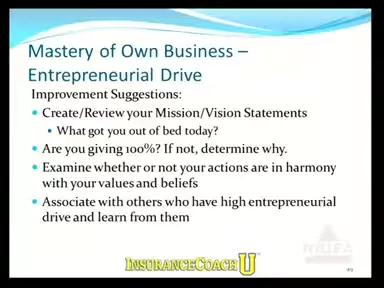 Mastery of Own Business –
Entrepreneurial Drive
Improvement Suggestions:
• Create/Review your Mission/Vision Statements
• What got you out of bed today?
• Are you giving 100%? If not, determine why.
• Examine whether or not your actions are in harmony
with your values and beliefs
• Associate with others who have high entrepreneurial
drive and learn from them
INSURANCECOACH U